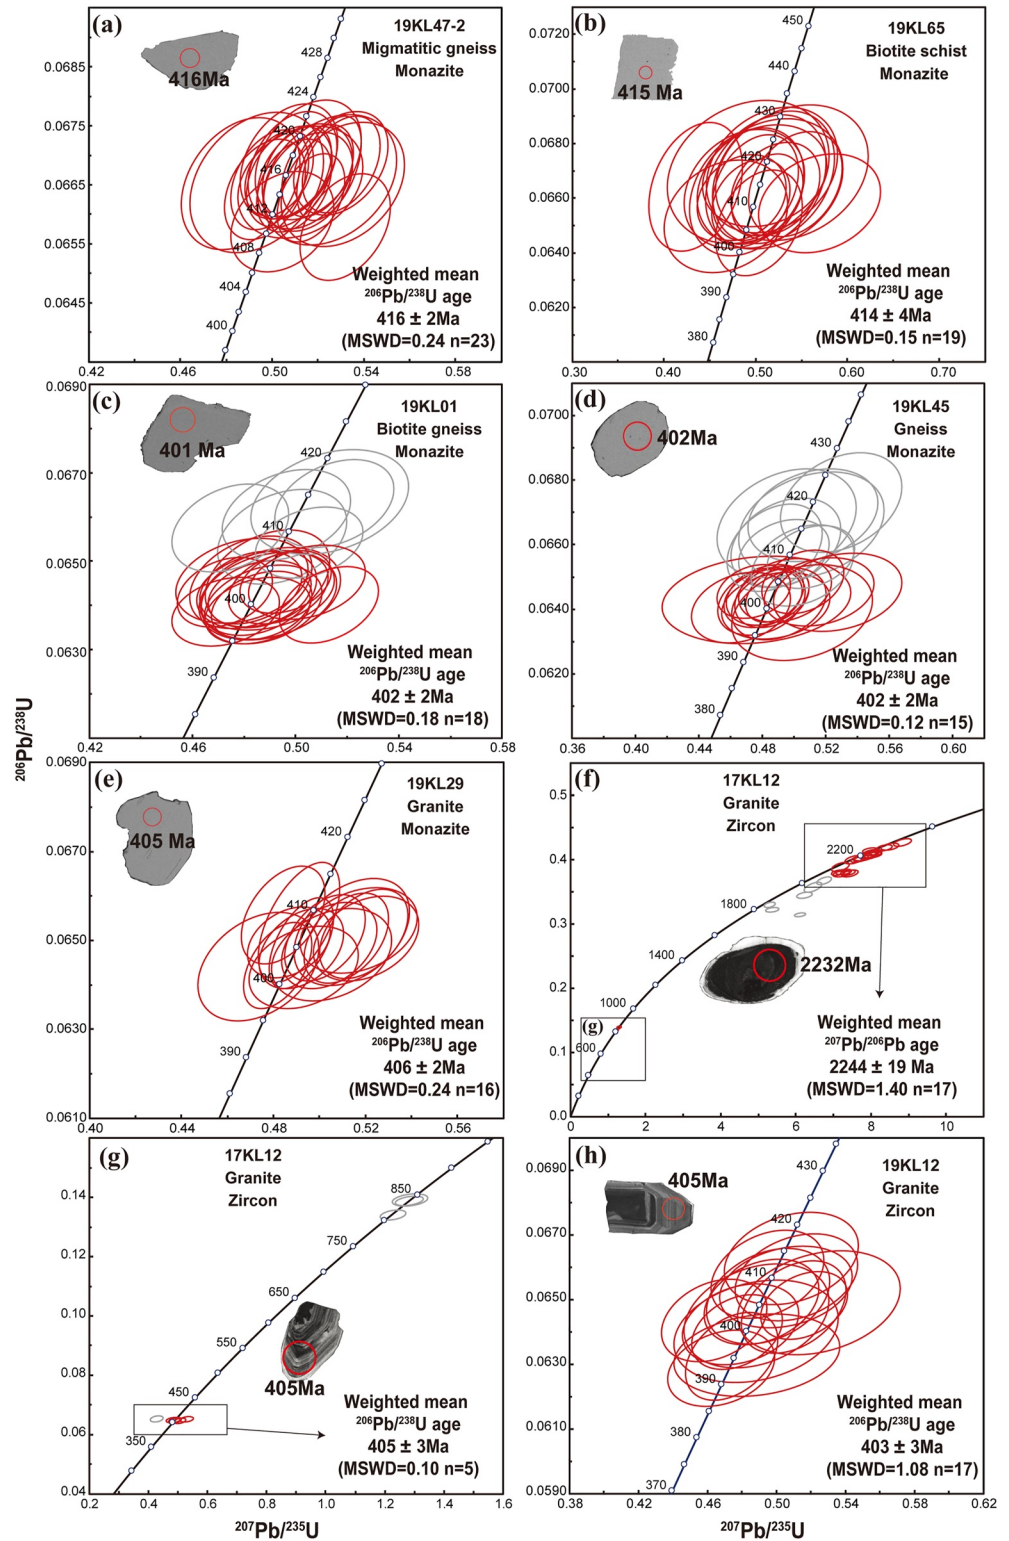 (a)
19KL47-2
Migmatitic gneiss
Monazite
416Ma
0.0685
0.0675
0.0665
0.0655
0.0645
428
424
420
416
412
408
404
400
Weighted mean
206Pb/238U age
416 ± 2Ma
(MSWD=0.24 n=23)
0.42 0.46 0.50 0.54 0.58
(b)
19KL65
Biotite schist
Monazite
415 Ma
0.0720
0.0700
0.0680
0.0660
0.0640
0.0620
450
440
430
420
410
400
390
380
Weighted mean
206Pb/238U age
414 ± 4Ma
(MSWD=0.15 n=19)
0.30 0.40 0.50 0.60 0.70
(c)
19KL01
Biotite gneiss
Monazite
401 Ma
0.0690
0.0670
0.0650
0.0630
420
410
400
390
Weighted mean
206Pb/238U age
402 ± 2Ma
(MSWD=0.18 n=18)
0.42 0.46 0.50 0.54 0.58
(d)
19KL45
Gneiss
Monazite
402Ma
0.0700
0.0680
0.0660
0.0640
0.0620
430
420
410
400
390
380
Weighted mean
206Pb/238U age
402 ± 2Ma
(MSWD=0.12 n=15)
0.36 0.40 0.44 0.48 0.52 0.56 0.60
206Pb/238U
(e)
19KL29
Granite
Monazite
405 Ma
0.0690
0.0670
0.0650
0.0630
0.0610
420
410
400
390
Weighted mean
206Pb/238U age
406 ± 2Ma
(MSWD=0.24 n=16)
0.40 0.44 0.48 0.52 0.56
(f)
17KL12
Granite
Zircon
2232Ma
0.5
0.4
0.3
0.2
0.1
0.0
2200
1800
1400
1000
600
(g)
Weighted mean
207Pb/206Pb age
2244 ± 19 Ma
(MSWD=1.40 n=17)
0 2 4 6 8 10
(g)
17KL12
Granite
Zircon
405Ma
0.14
0.12
0.10
0.08
0.06
0.04
850
750
650
550
450
350
Weighted mean
206Pb/238U age
405 ± 3Ma
(MSWD=0.10 n=5)
0.2 0.4 0.6 0.8 1.0 1.2 1.4 1.6
207Pb/235U
(h)
19KL12
Granite
Zircon
405Ma
0.0690
0.0670
0.0650
0.0630
0.0610
0.0590
430
420
410
400
390
380
370
Weighted mean
206Pb/238U age
403 ± 3Ma
(MSWD=1.08 n=17)
0.38 0.42 0.46 0.50 0.54 0.58 0.62
207Pb/235U